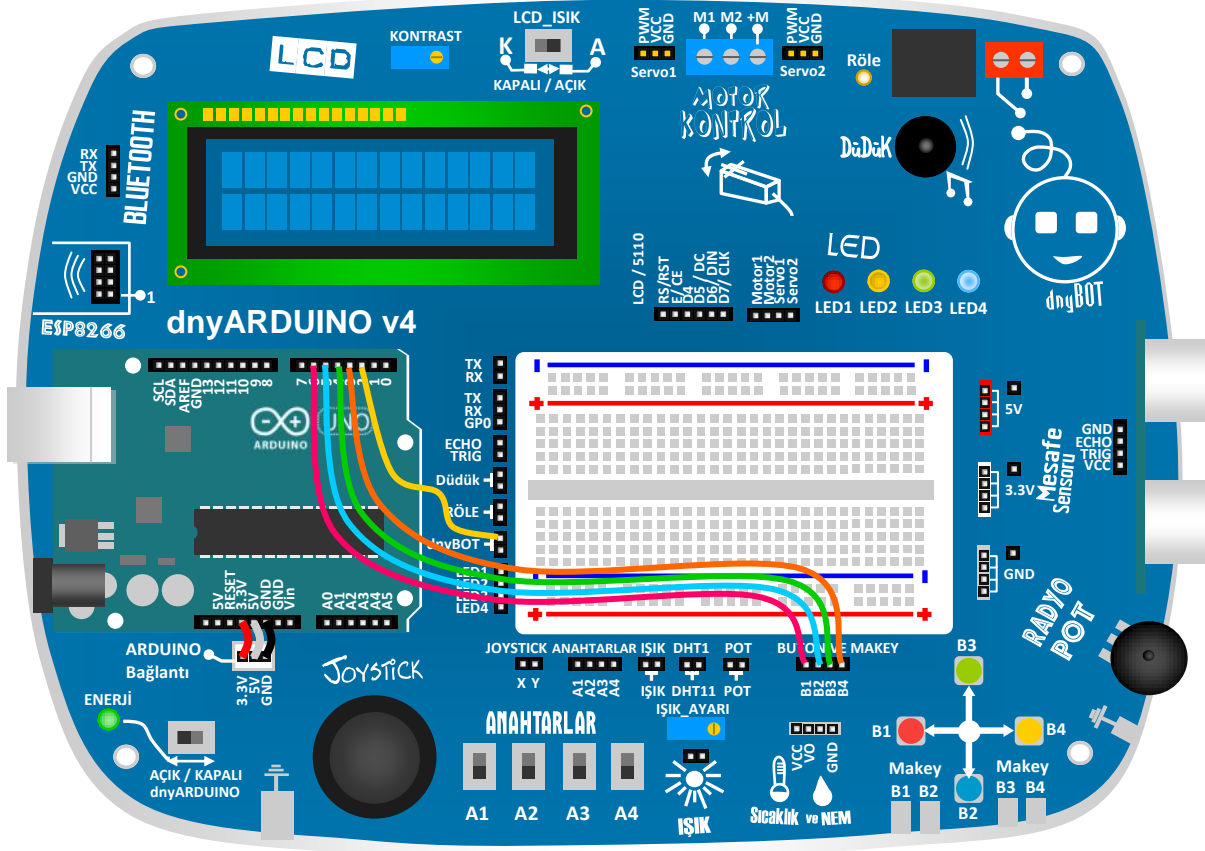 LCD
KONTRAST
LCD_ISIK
K A
KAPALI / AÇIK
PWM
VCC
GND
Servo1
M1 M2 +M
PWM
VCC
GND
Servo2
MOTOR
KONTROL
Röle
DüDüK
BLUETOOTH
RX
TX
GND
VCC
ESP8266
1
dnyARDUINO v4
LCD / 5110
RS/RST
E/CE
D4
D5 / DC
D6/ DIN
D7/ CLK
Motor1
Motor2
Servo1
Servo2
LED
LED1 LED2 LED3 LED4
dnyBOT
SCL
SDA
AREF
GND
13
12
11
10
9
8
7
1
0
UNO
ARDUINO
TX
RX
TX
RX
GP0
ECHO
TRIG
Düdük
RÖLE
dnyBOT
LED1
LED2
LED3
LED4
5V
3.3V
GND
Mesafe
Sensoru
GND
ECHO
TRIG
VCC
RADYO
POT
5V
RESET
3.3V
5V
GND
GND
Vin
A0
A1
A2
A3
A4
A5
ARDUINO
Bağlantı
3.3V
5V
GND
ENERJİ
AÇIK / KAPALI
dnyARDUINO
JOYSTICK
JOYSTICK ANAHTARLAR IŞIK DHT1 POT BUTON VE MAKEY
X Y
A1
A2
A3
A4
IŞIK DHT11 POT
B1
B2
B3
B4
IŞIK_AYARI
ANAHTARLAR
A1 A2 A3 A4
IŞIK
VCC
VO
GND
Sıcaklık ve NEM
B3
B1
B4
B2
Makey
B1 B2
Makey
B3 B4